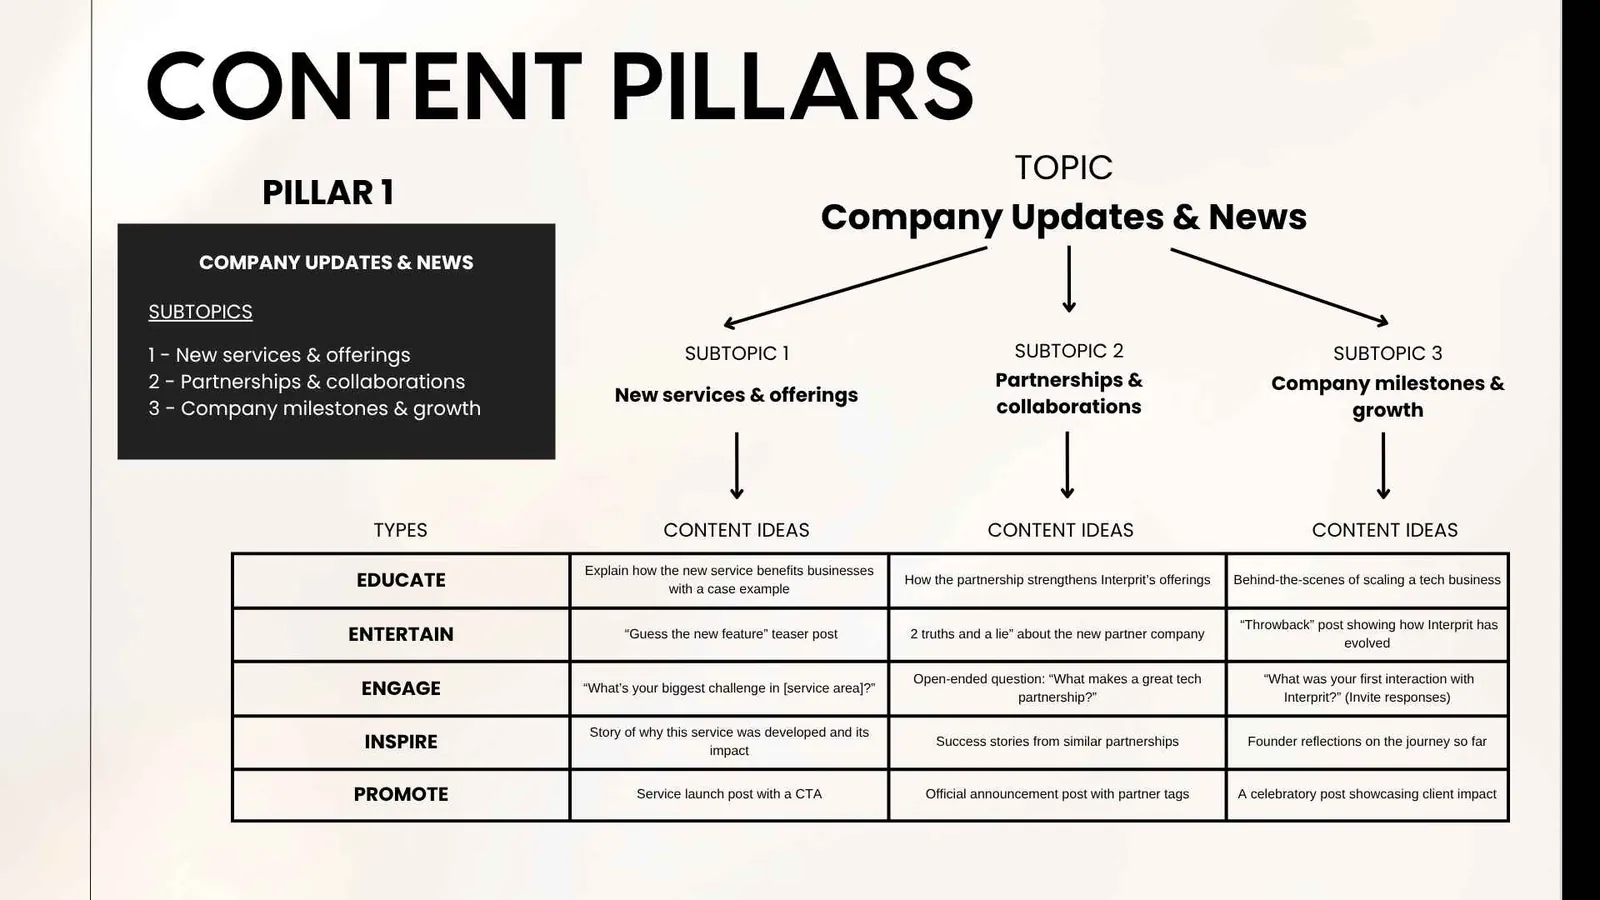 CONTENT PILLARS
PILLAR 1
COMPANY UPDATES & NEWS
SUBTOPICS
1 - New services & offerings
2 - Partnerships & collaborations
3 - Company milestones & growth
TOPIC
Company Updates & News
SUBTOPIC 1
New services & offerings
SUBTOPIC 2
Partnerships &
collaborations
SUBTOPIC 3
Company milestones &
growth
TYPES
CONTENT IDEAS
CONTENT IDEAS
CONTENT IDEAS
EDUCATE
Explain how the new service benefits businesses
with a case example
How the partnership strengthens Interprit’s offerings
Behind-the-scenes of scaling a tech business
ENTERTAIN
“Guess the new feature” teaser post
2 truths and a lie” about the new partner company
“Throwback” post showing how Interprit has
evolved
ENGAGE
“What’s your biggest challenge in [service area]?”
Open-ended question: “What makes a great tech
partnership?”
“What was your first interaction with
Interprit?” (Invite responses)
INSPIRE
Story of why this service was developed and its
impact
Success stories from similar partnerships
Founder reflections on the journey so far
PROMOTE
Service launch post with a CTA
Official announcement post with partner tags
A celebratory post showcasing client impact